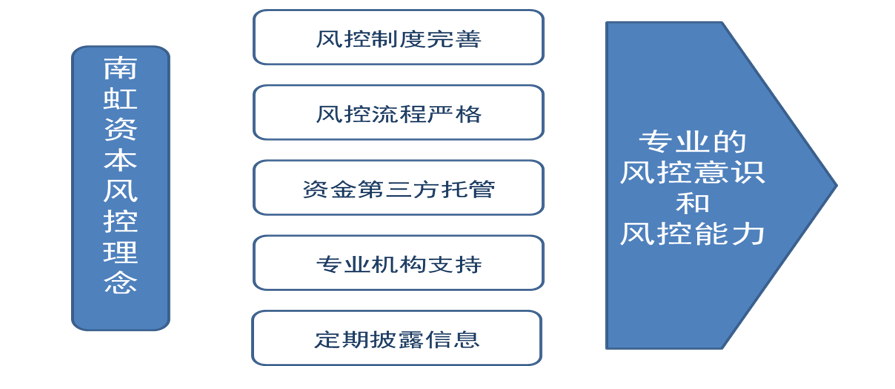 南虹资本风控理念
风控制度完善
风控流程严格
资金第三方托管
专业机构支持
定期披露信息
专业的
风控意识
和
风控能力